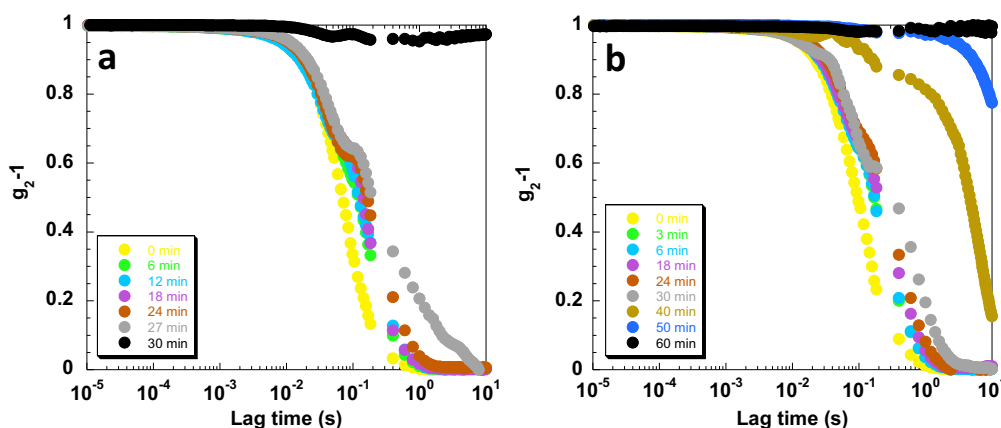 a
g₂-1
1
0.8
0.6
0.4
0.2
0
0 min
6 min
12 min
18 min
24 min
27 min
30 min
10⁻⁵ 10⁻⁴ 10⁻³ 10⁻² 10⁻¹ 10⁰ 10¹
Lag time (s)
b
g₂-1
1
0.8
0.6
0.4
0.2
0
0 min
3 min
6 min
18 min
24 min
30 min
40 min
50 min
60 min
10⁻⁵ 10⁻⁴ 10⁻³ 10⁻² 10⁻¹ 10⁰ 10¹
Lag time (s)